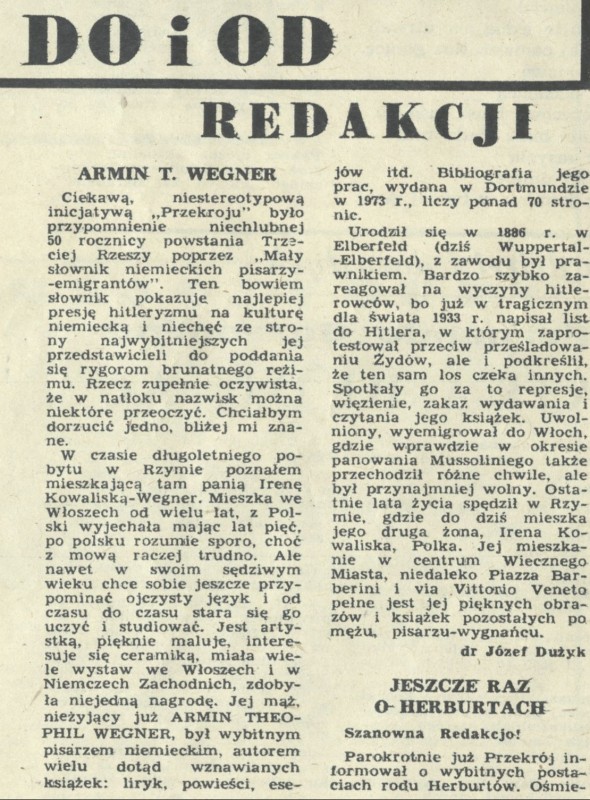 DO i OD
REDAKCJI
ARMIN T. WEGNER
Ciekawą, niestereotypową
inicjatywą „Przekroju” było
przypomnienie niechlubnej
50 rocznicy powstania Trze-
ciej Rzeszy poprzez „Mały
słownik niemieckich pisarzy-
-emigrantów”. Ten bowiem
słownik pokazuje najlepiej
presję hitleryzmu na kulturę
niemiecką i niechęć ze stro-
ny najwybitniejszych jej
przedstawicieli do poddania
się rygorom brunatnego reżi-
mu. Rzecz zupełnie oczywista,
że w natłoku nazwisk można
niektóre przeoczyć. Chciałbym
dorzucić jedno, bliżej mi zna-
ne.
W czasie długoletniego po-
bytu w Rzymie poznałem
mieszkającą tam panią Irenę
Kowaliską-Wegner. Mieszka we
Włoszech od wielu lat, z Pol-
ski wyjechała mając lat pięć,
po polsku rozumie sporo, choć
z mową raczej trudno. Ale
nawet w swoim sędziwym
wieku chce sobie jeszcze przy-
pominać ojczysty język i od
czasu do czasu stara się go
uczyć i studiować. Jest arty-
stką, pięknie maluje, intere-
suje się ceramiką, miała wie-
le wystaw we Włoszech i w
Niemczech Zachodnich, zdoby-
ła niejedną nagrodę. Jej mąż,
nieżyjący już ARMIN THEO-
PHIL WEGNER, był wybitnym
pisarzem niemieckim, autorem
wielu dotąd wznawianych
książek: liryk, powieści, ese-
jów itd. Bibliografia jego
prac, wydana w Dortmundzie
w 1973 r., liczy ponad 70 stro-
nic.
Urodził się w 1886 r. w
Elberfeld (dziś Wuppertal-
-Elberfeld), z zawodu był pra-
wnikiem. Bardzo szybko za-
reagował na wyczyny hitle-
rowców, bo już w tragicznym
dla świata 1933 r. napisał list
do Hitlera, w którym zapro-
testował przeciw prześladowa-
niu Żydów, ale i podkreślił,
że ten sam los czeka innych.
Spotkały go za to represje,
więzienie, zakaz wydawania i
czytania jego książek. Uwol-
niony, wyemigrował do Włoch,
gdzie wprawdzie w okresie
panowania Mussoliniego także
przechodził różne chwile, ale
był przynajmniej wolny. Osta-
tnie lata życia spędził w Rzy-
mie, gdzie do dziś mieszka
jego druga żona, Irena Ko-
waliska, Polka. Jej mieszka-
nie w centrum Wiecznego
Miasta, niedaleko Piazza Bar-
berini i via Vittorio Veneto
pełne jest jej pięknych obra-
zów i książek pozostałych po
mężu, pisarzu-wygnańcu.
dr Józef Dużyk
JESZCZE RAZ
O HERBURTACH
Szanowna Redakcjo!
Parokrotnie już Przekrój in-
formował o wybitnych posta-
ciach rodu Herburtów. Ośmie-